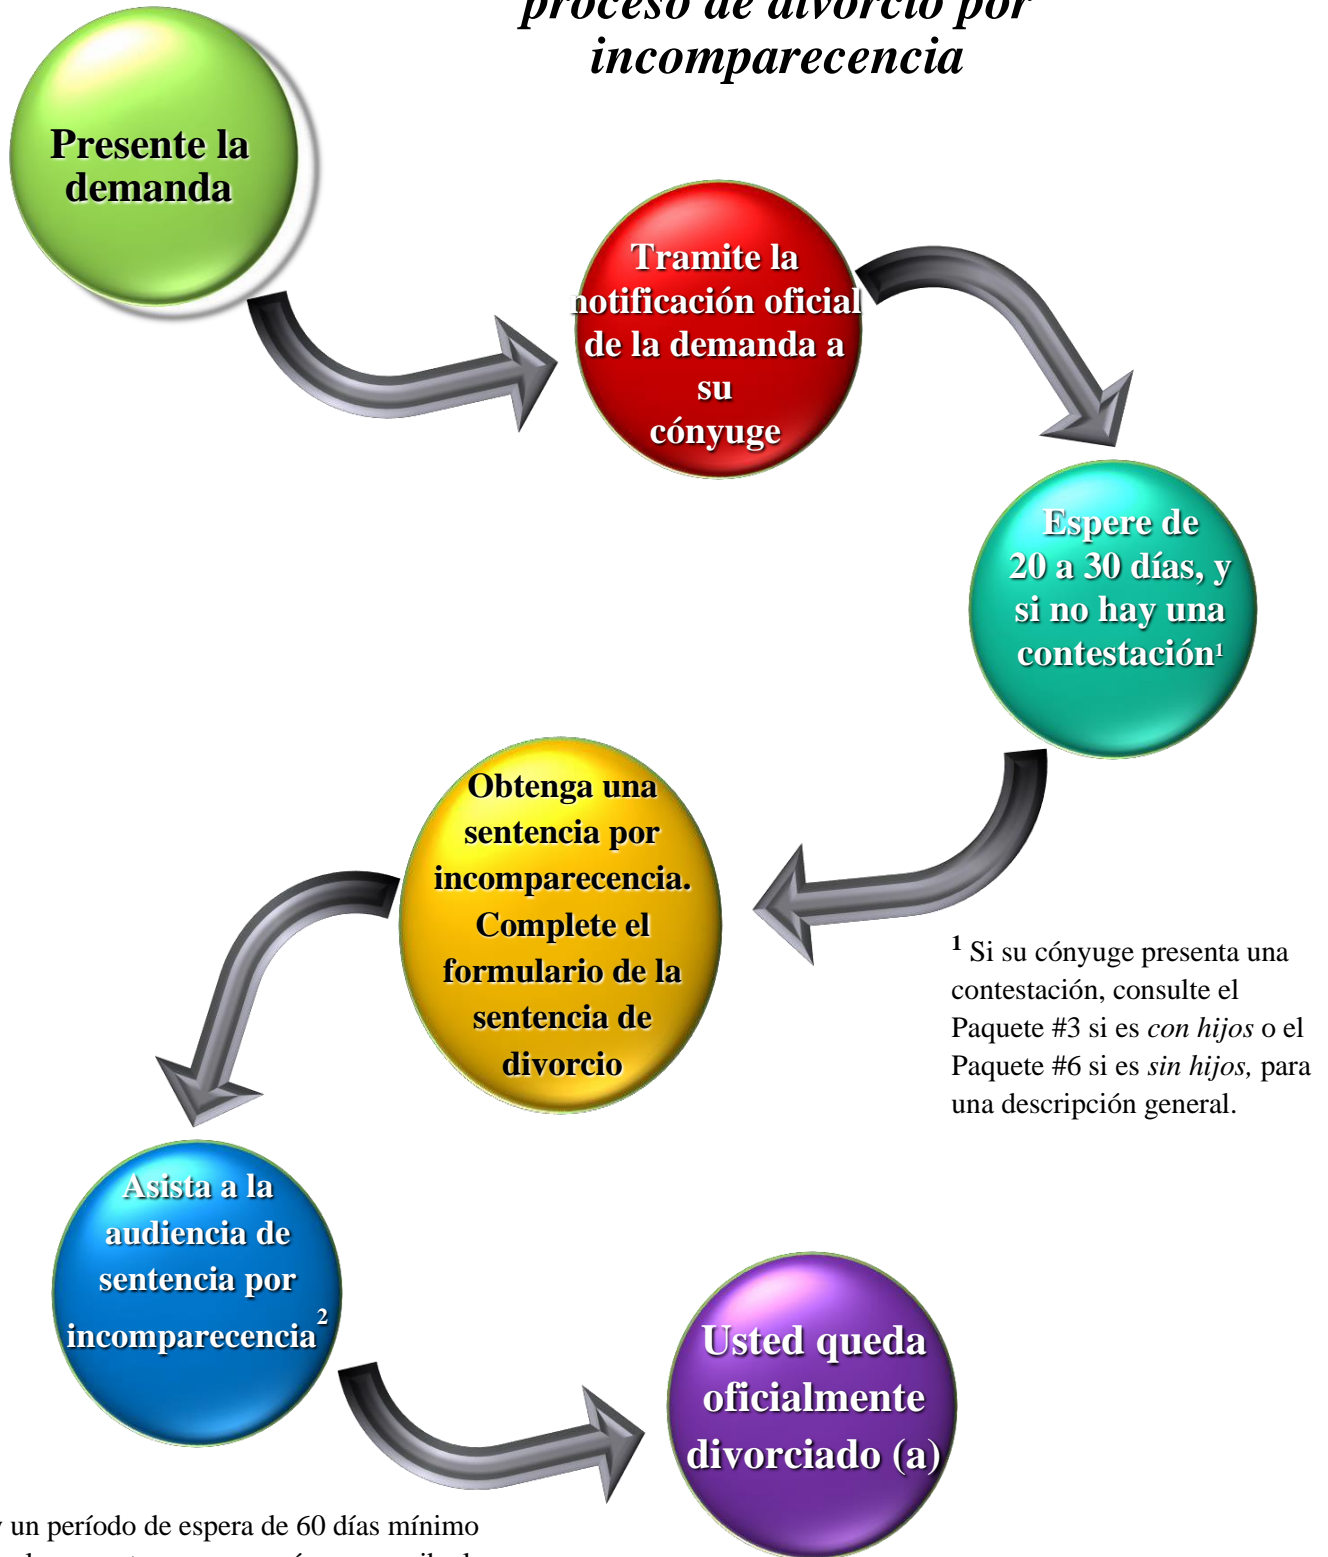 proceso de divorcio por
incomparecencia
Presente la
demanda
Tramite la
notificación oficial
de la demanda a
su
cónyuge
Espere de
20 a 30 días, y
si no hay una
contestación¹
Obtenga una
sentencia por
incomparecencia.
Complete el
formulario de la
sentencia de
divorcio
¹ Si su cónyuge presenta una
contestación, consulte el
Paquete #3 si es con hijos o el
Paquete #6 si es sin hijos, para
una descripción general.
Asista a la
audiencia de
sentencia por
incomparecencia²
Usted queda
oficialmente
divorciado (a)
un período de espera de 60 días mínimo